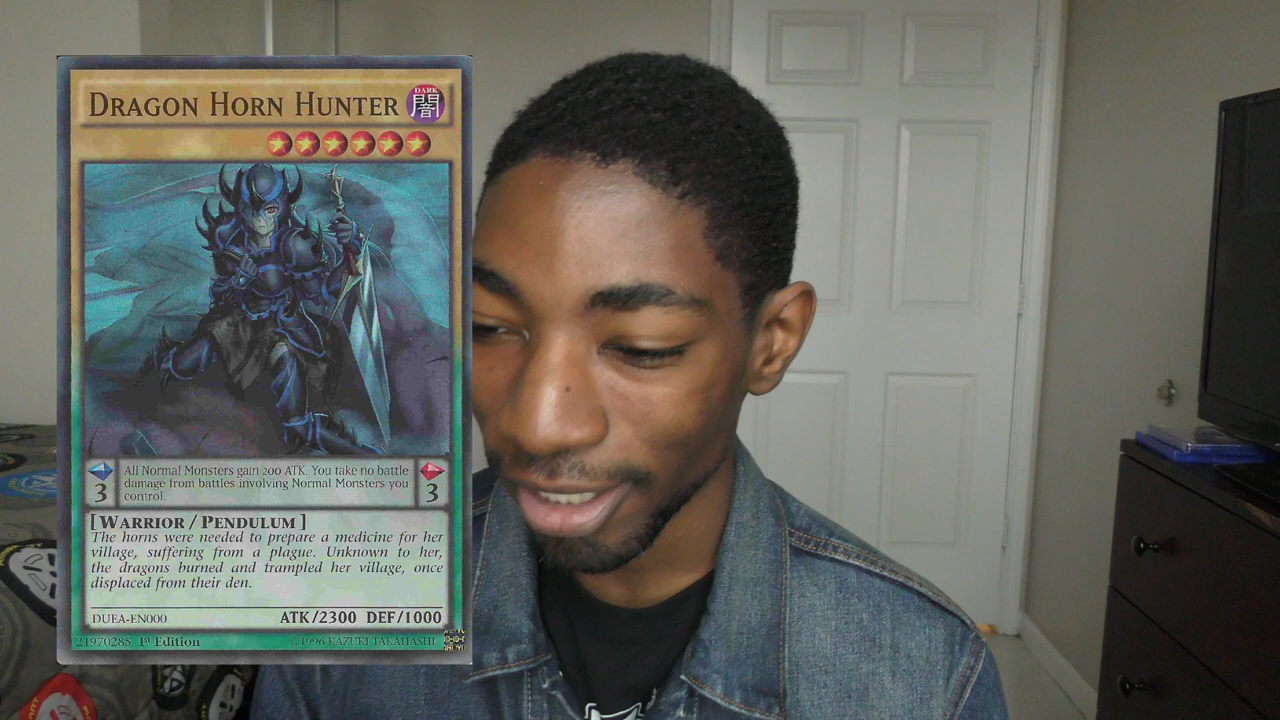 DRAGON HORN HUNTER
DARK
闇
All Normal Monsters gain 200 ATK. You take no battle
damage from battles involving Normal Monsters you
control.
3
3
[ WARRIOR / PENDULUM ]
The horns were needed to prepare a medicine for her
village, suffering from a plague. Unknown to her,
the dragons burned and trampled her village, once
displaced from their den.
DUEA-EN000
ATK/2300 DEF/1000
21970285 1st Edition
©1996 KAZUKI TAKAHASHI